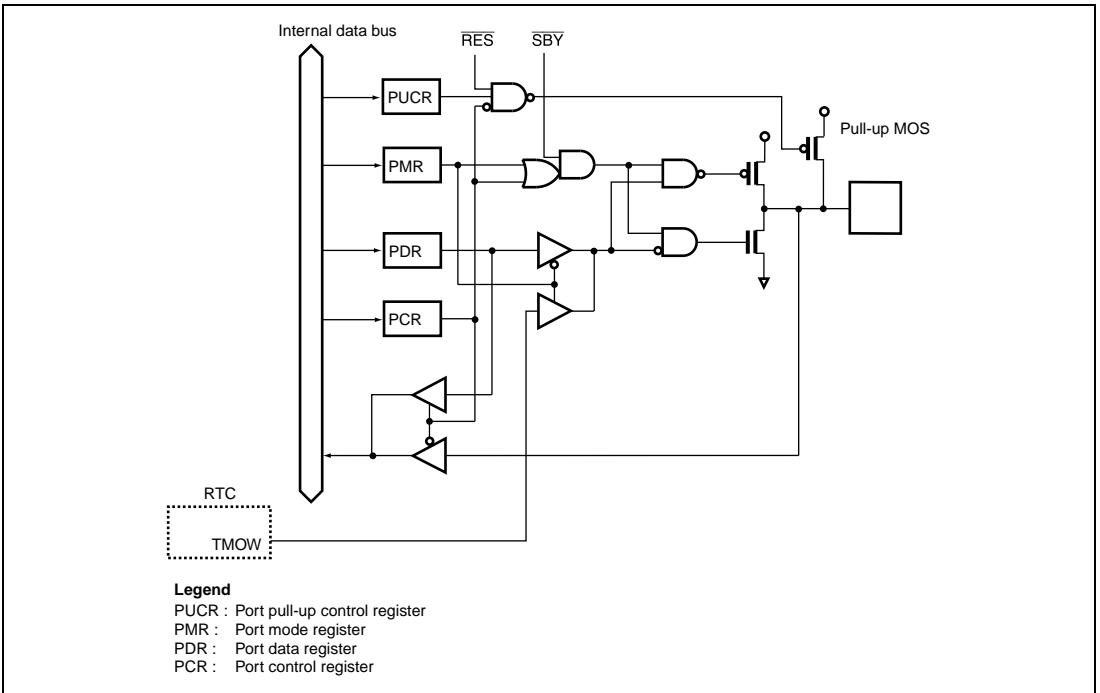 Internal data bus
RES
SBY
PUCR
Pull-up MOS
PMR
PDR
PCR
RTC
TMOW
Legend
PUCR : Port pull-up control register
PMR : Port mode register
PDR : Port data register
PCR : Port control register